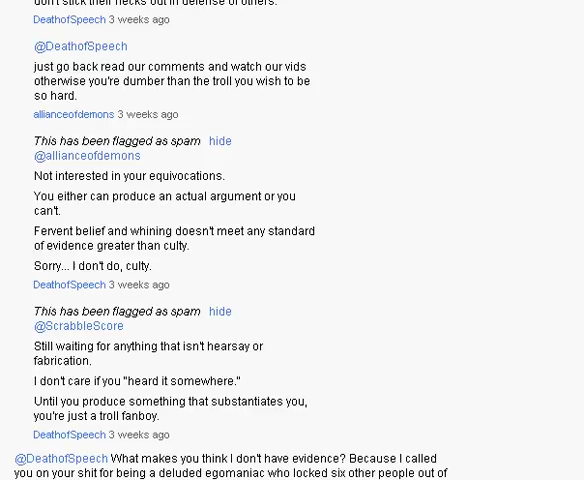 don't stick their necks out in defense of others.
DeathofSpeech 3 weeks ago
@DeathofSpeech
just go back read our comments and watch our vids
otherwise you're dumber than the troll you wish to be
so hard.
allianceofdemons 3 weeks ago
This has been flagged as spam hide
@allianceofdemons
Not interested in your equivocations.
You either can produce an actual argument or you
can't.
Fervent belief and whining doesn't meet any standard
of evidence greater than culty.
Sorry... I don't do, culty.
DeathofSpeech 3 weeks ago
This has been flagged as spam hide
@ScrabbleScore
Still waiting for anything that isn't hearsay or
fabrication.
I don't care if you "heard it somewhere."
Until you produce something that substantiates you,
you're just a troll fanboy.
DeathofSpeech 3 weeks ago
@DeathofSpeech What makes you think I don't have evidence? Because I called
you on your shit for being a deluded egomaniac who locked six other people out of